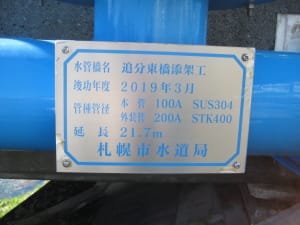 水管橋名 追分東橋添架工
竣功年度 2019年3月
管種管径 本管 100A SUS304
外装管 200A STK400
延長 21.7m
札幌市水道局